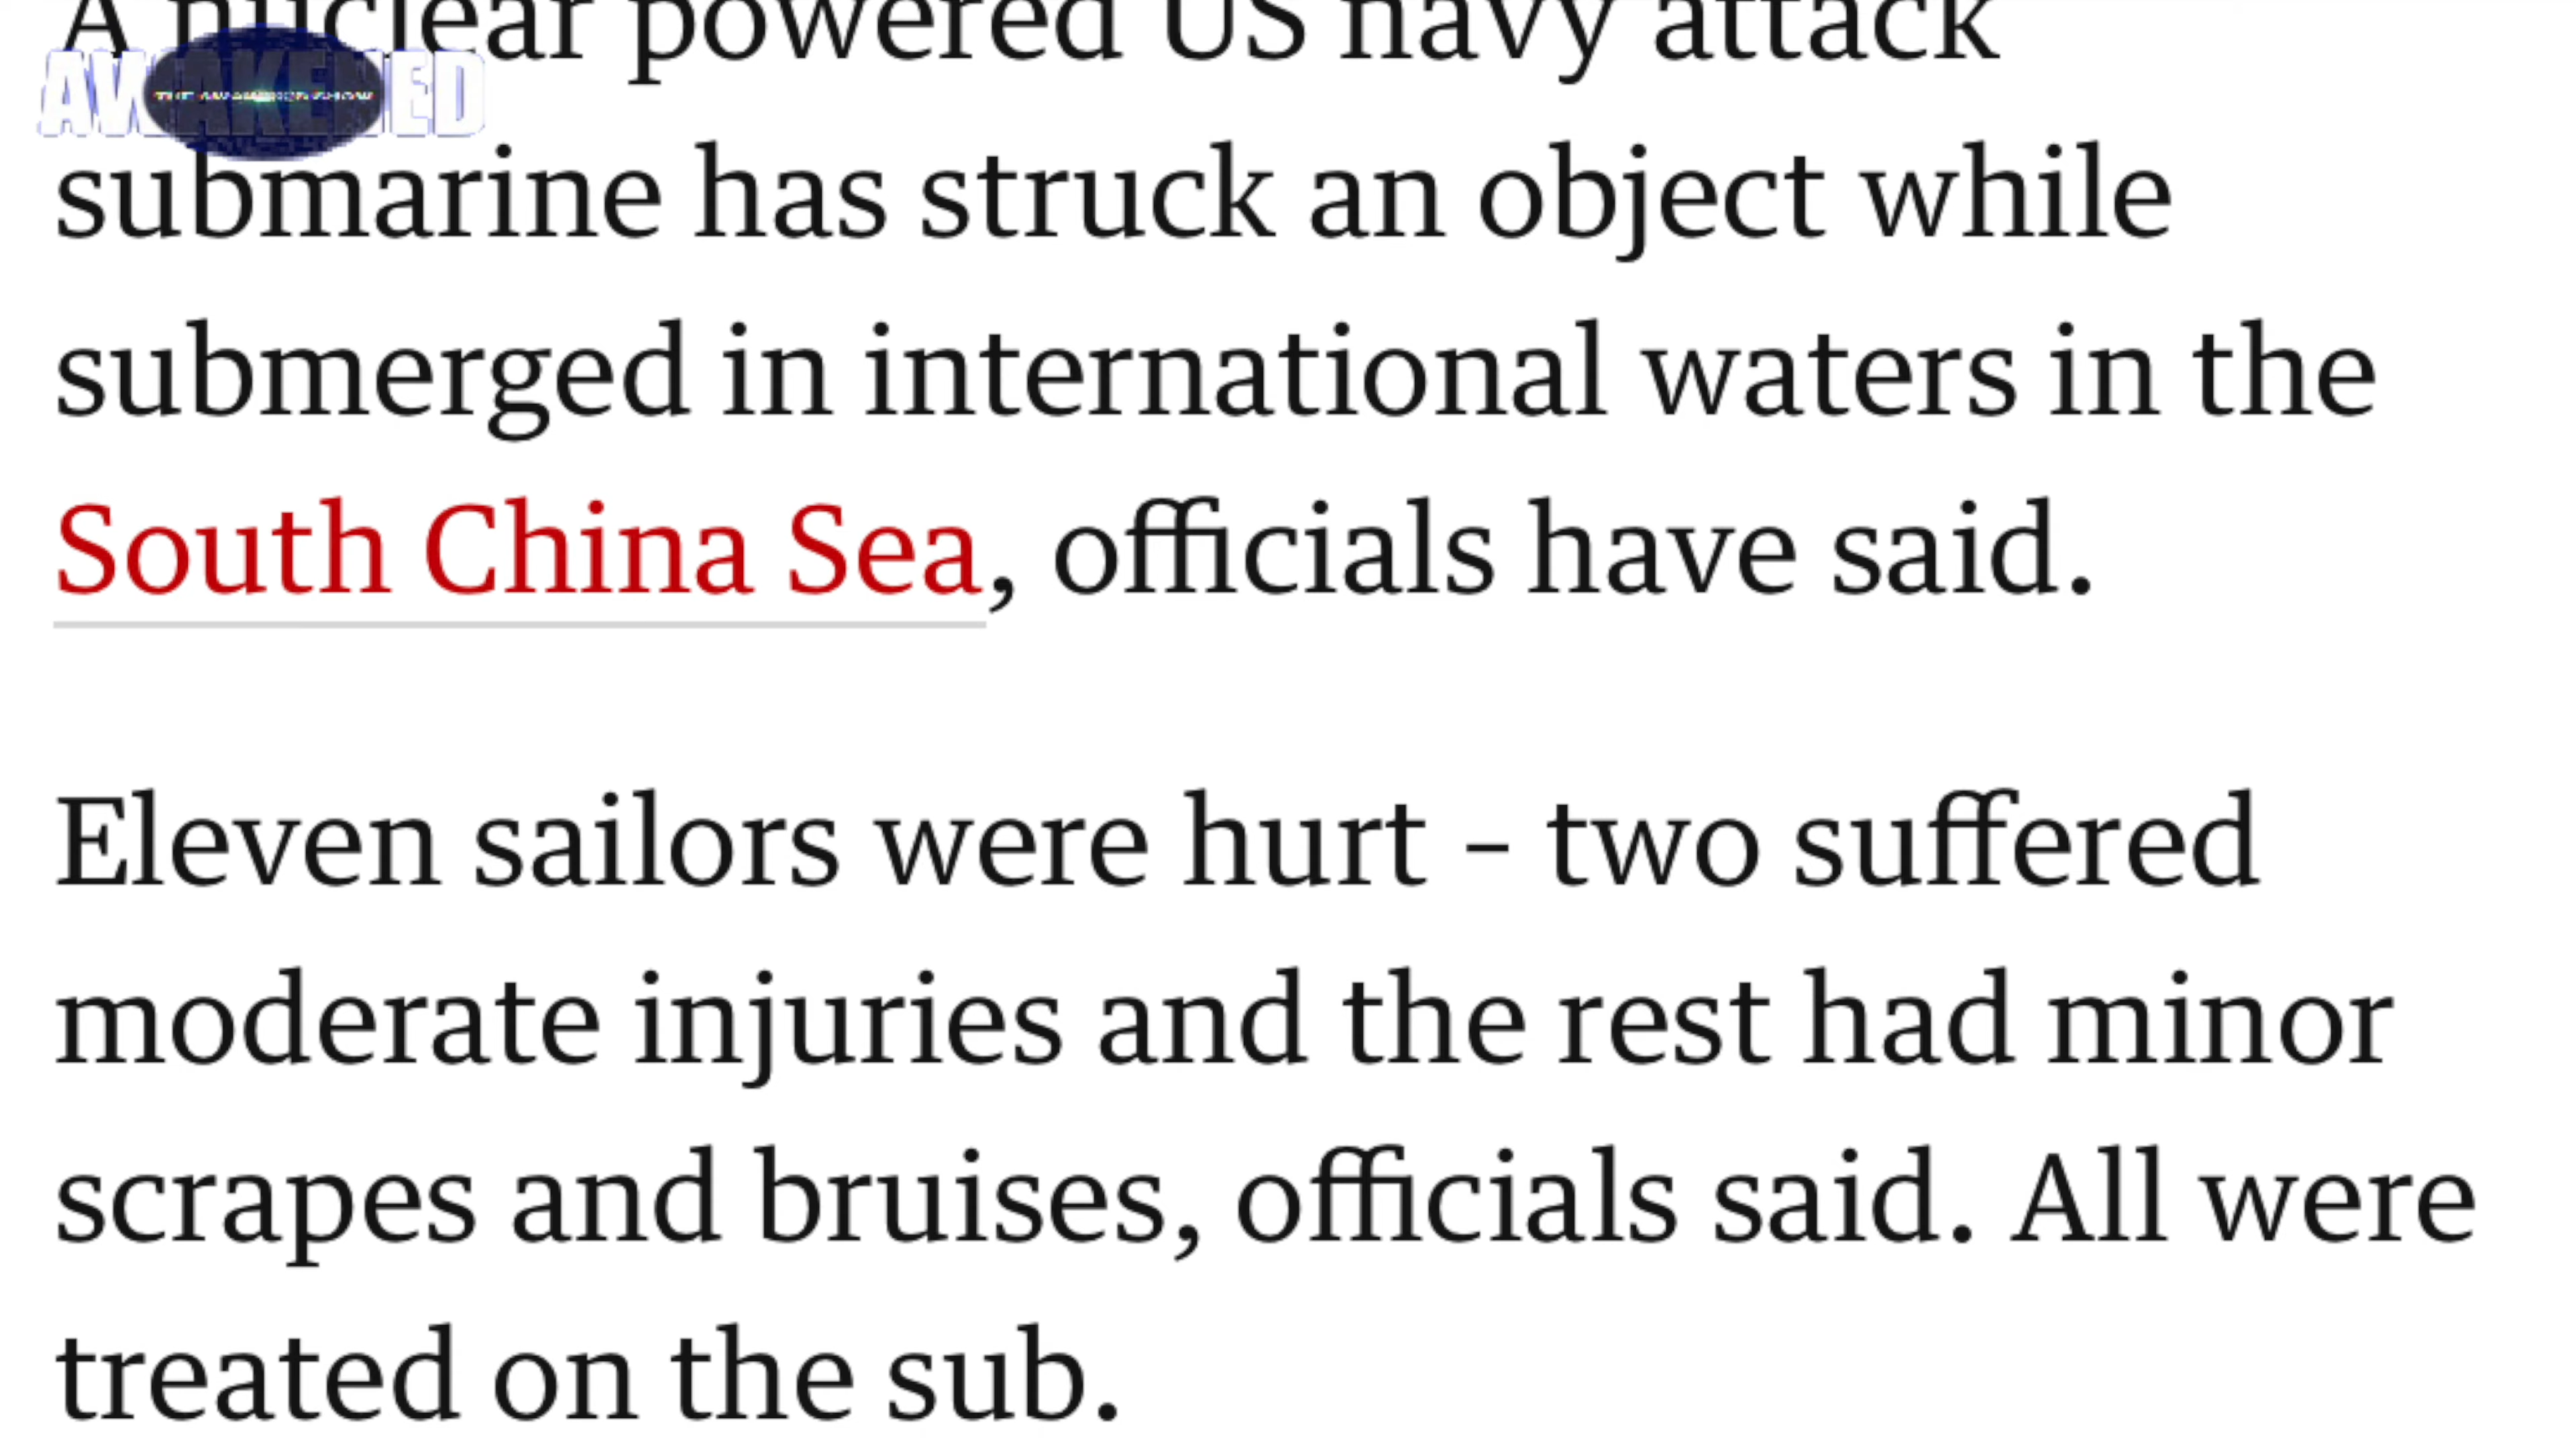 A nuclear powered US navy attack
AWAKENED
submarine has struck an object while
submerged in international waters in the
South China Sea, officials have said.
Eleven sailors were hurt – two suffered
moderate injuries and the rest had minor
scrapes and bruises, officials said. All were
treated on the sub.